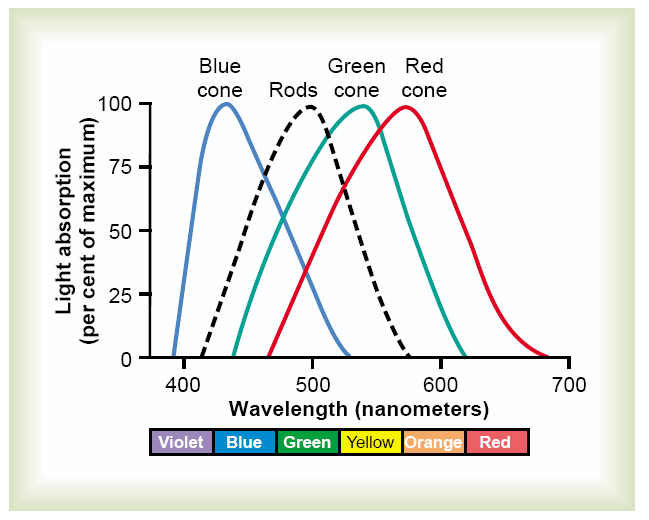 Blue
cone
Rods
Green
cone
Red
cone
100
75
50
25
0
Light absorption
(per cent of maximum)
400
500
600
700
Wavelength (nanometers)
Violet
Blue
Green
Yellow
Orange
Red